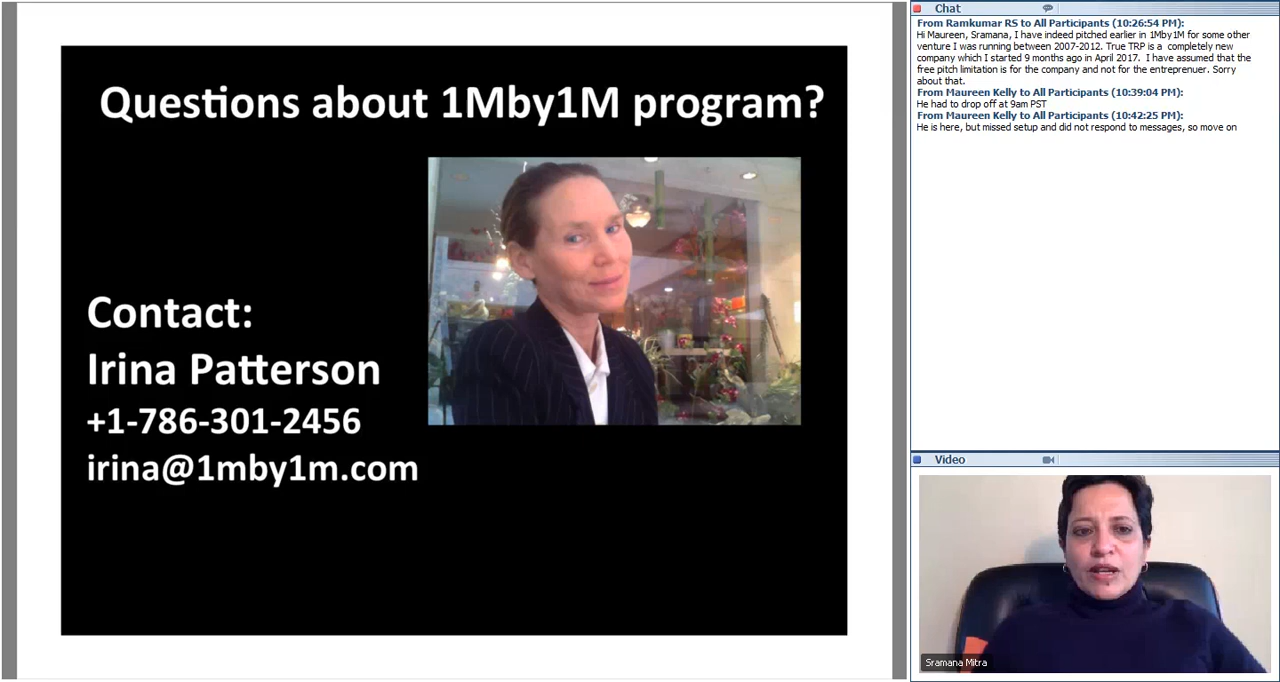 Questions about 1Mby1M program?
Contact:
Irina Patterson
+1-786-301-2456
irina@1mby1m.com
Chat
From Ramkumar RS to All Participants (10:26:54 PM):
Hi Maureen, Sramana, I have indeed pitched earlier in 1Mby1M for some other
venture I was running between 2007-2012. True TRP is a  completely new
company which I started 9 months ago in April 2017.  I have assumed that the
free pitch limitation is for the company and not for the entreprenuer. Sorry
about that.
From Maureen Kelly to All Participants (10:39:04 PM):
He had to drop off at 9am PST
From Maureen Kelly to All Participants (10:42:25 PM):
He is here, but missed setup and did not respond to messages, so move on
Video
Sramana Mitra